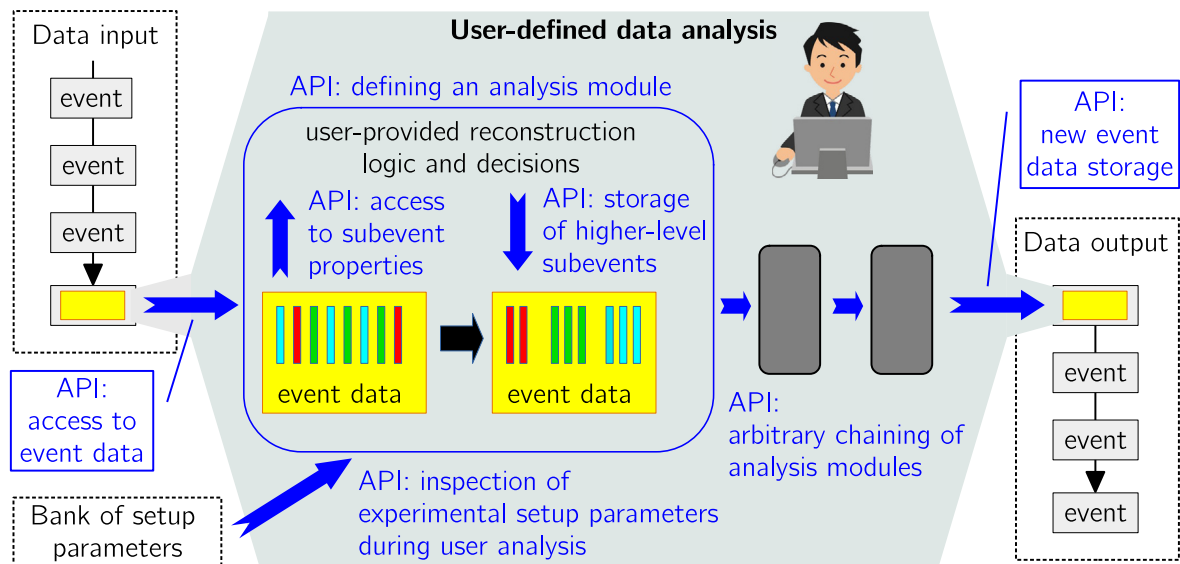 Data input
event
event
event
API:
access to
event data
Bank of setup
parameters
User-defined data analysis
API: defining an analysis module
user-provided reconstruction
logic and decisions
API: access
to subevent
properties
API: storage
of higher-level
subevents
event data
event data
API: inspection of
experimental setup parameters
during user analysis
API:
arbitrary chaining of
analysis modules
API:
new event
data storage
Data output
event
event
event